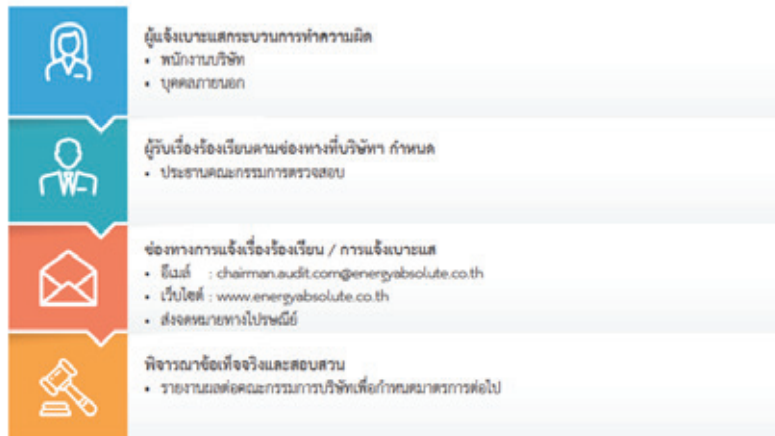 ผู้แจ้งเบาะแสกระบวนการทำความผิด
• พนักงานบริษัท
• บุคคลภายนอก
ผู้รับเรื่องร้องเรียนตามช่องทางที่บริษัทฯ กำหนด
• ประธานคณะกรรมการตรวจสอบ
ช่องทางการแจ้งเรื่องร้องเรียน / การแจ้งเบาะแส
• อีเมล์ : chairman.audit.com@energyabsolute.co.th
• เว็บไซต์ : www.energyabsolute.co.th
• ส่งจดหมายทางไปรษณีย์
พิจารณาข้อเท็จจริงและสอบสวน
• รายงานผลต่อคณะกรรมการบริษัทเพื่อกำหนดมาตรการต่อไป